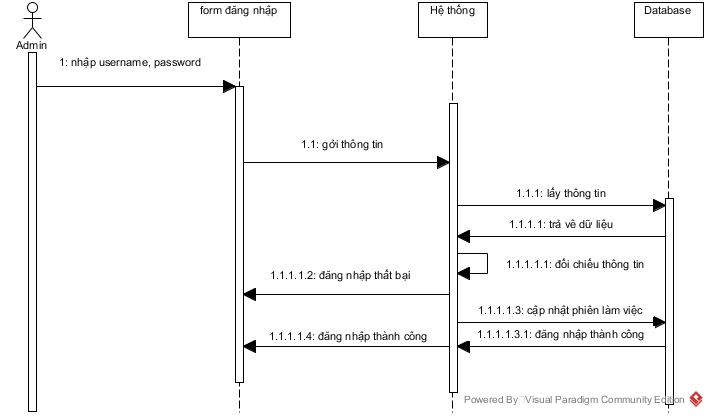 form đăng nhập
Hệ thống
Database
Admin
1: nhập username, password
1.1: gởi thông tin
1.1.1: lấy thông tin
1.1.1.1: trả về dữ liệu
1.1.1.1.1: đối chiếu thông tin
1.1.1.1.2: đăng nhập thất bại
1.1.1.1.3: cập nhật phiên làm việc
1.1.1.1.4: đăng nhập thành công
1.1.1.1.3.1: đăng nhập thành công
Powered By Visual Paradigm Community Edition